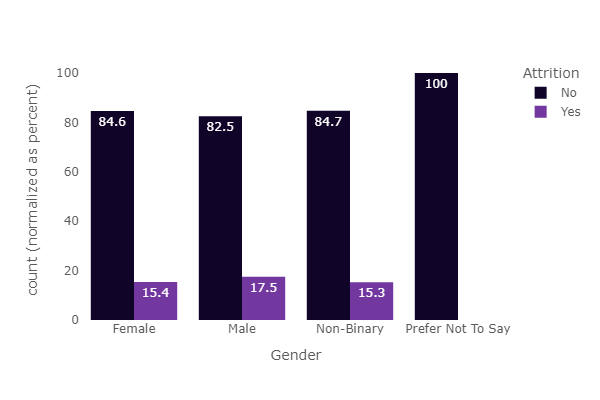 Attrition
No
Yes
count (normalized as percent)
100
80
60
40
20
0
84.6
15.4
82.5
17.5
84.7
15.3
100
Female
Male
Non-Binary
Prefer Not To Say
Gender